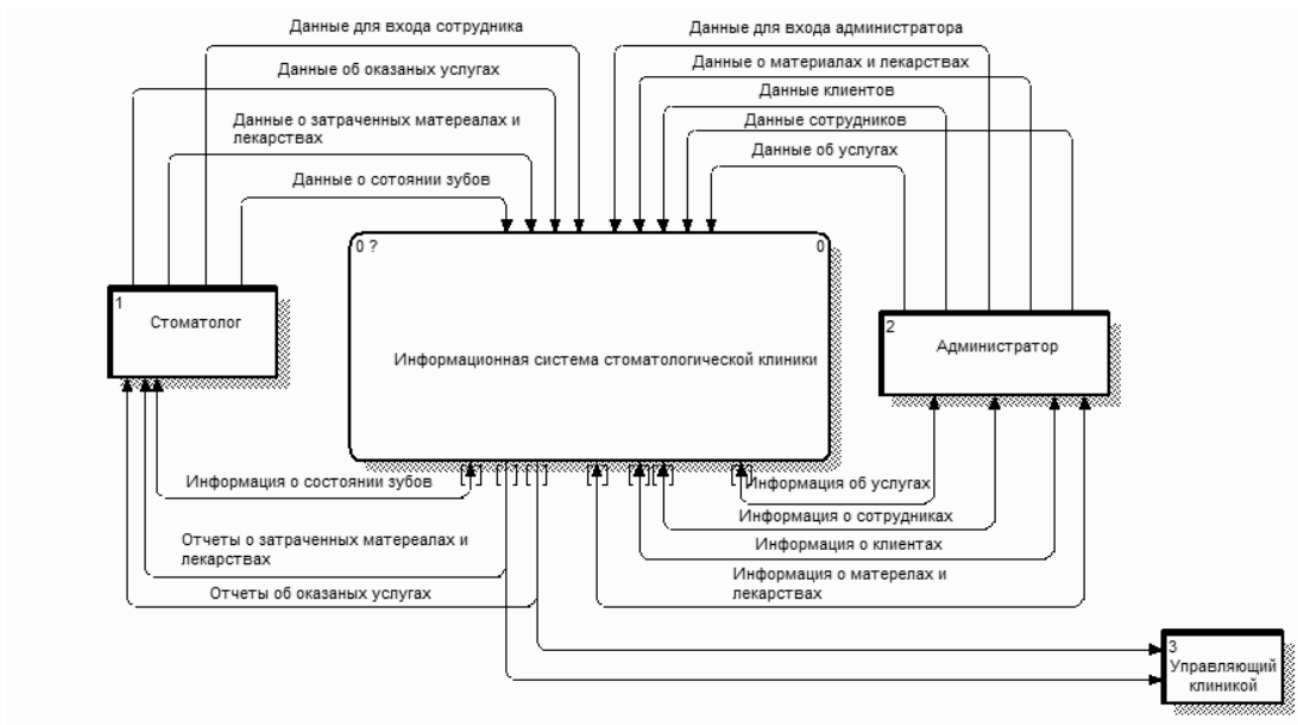 Данные для входа сотрудника
Данные для входа администратора
Данные об оказаных услугах
Данные о материалах и лекарствах
Данные клиентов
Данные о затраченных матереалах и
лекарствах
Данные сотрудников
Данные об услугах
Данные о сотоянии зубов
0 ?
0
1
Стоматолог
Информационная система стоматологической клиники
2
Администратор
Информация о состоянии зубов
Информация об услугах
Информация о сотрудниках
Отчеты о затраченных матереалах и
лекарствах
Информация о клиентах
Информация о матерелах и
лекарствах
Отчеты об оказаных услугах
3
Управляющий
клиникой